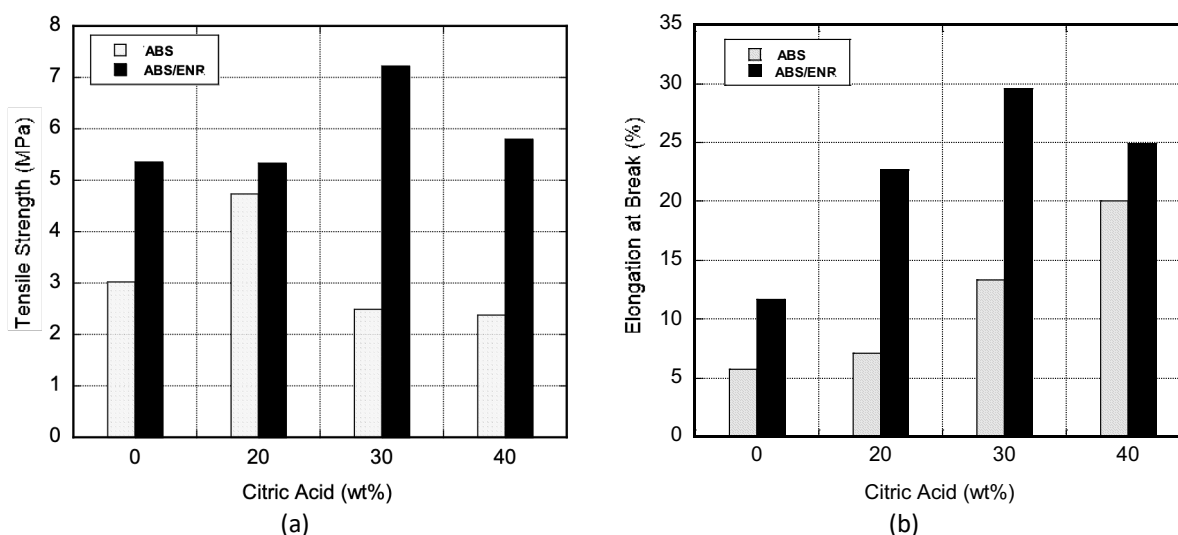 8
7
6
5
4
3
2
1
0
Tensile Strength (MPa)
ABS
ABS/ENR
0 20 30 40
Citric Acid (wt%)
(a)
35
30
25
20
15
10
5
0
Elongation at Break (%)
ABS
ABS/ENR
0 20 30 40
Citric Acid (wt%)
(b)